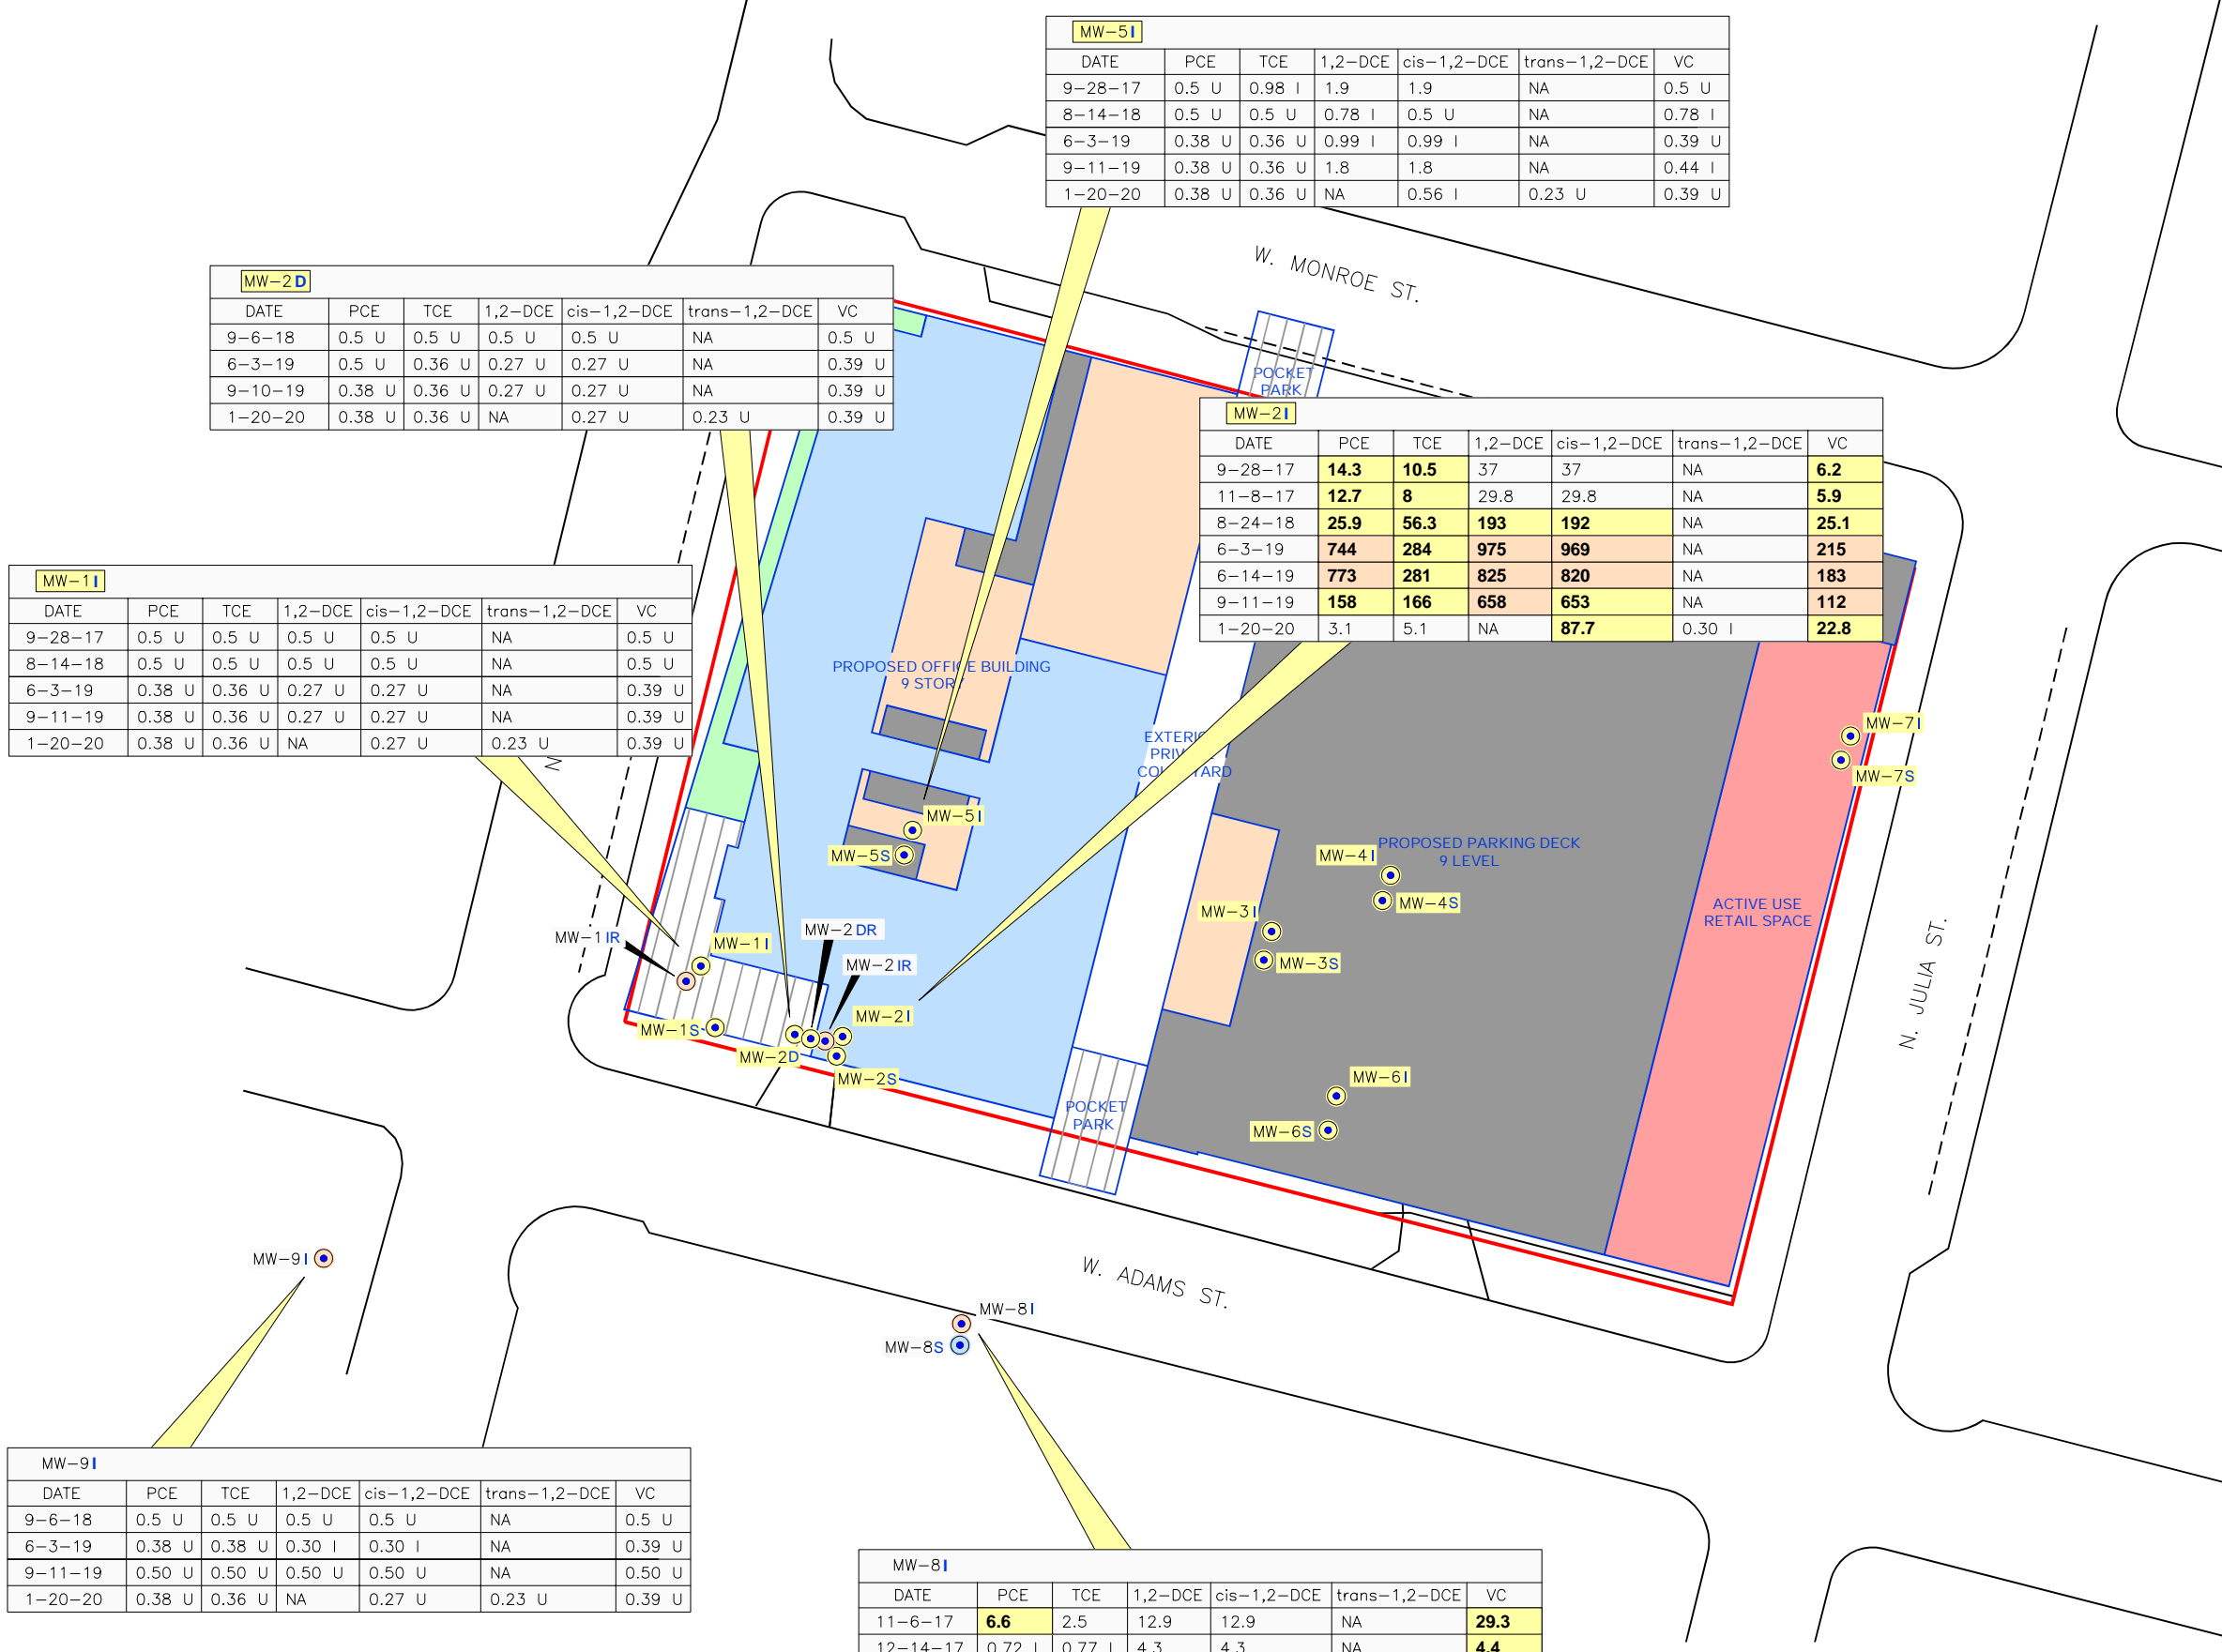 MW-5I
DATE PCE TCE 1,2-DCE cis-1,2-DCE trans-1,2-DCE VC
9-28-17 0.5 U 0.98 I 1.9 1.9 NA 0.5 U
8-14-18 0.5 U 0.5 U 0.78 I 0.5 U NA 0.78 I
6-3-19 0.38 U 0.36 U 0.99 I 0.99 I NA 0.39 U
9-11-19 0.38 U 0.36 U 1.8 1.8 NA 0.44 I
1-20-20 0.38 U 0.36 U NA 0.56 I 0.23 U 0.39 U
W. MONROE ST.
MW-2D
DATE PCE TCE 1,2-DCE cis-1,2-DCE trans-1,2-DCE VC
9-6-18 0.5 U 0.5 U 0.5 U 0.5 U NA 0.5 U
6-3-19 0.5 U 0.36 U 0.27 U 0.27 U NA 0.39 U
9-10-19 0.38 U 0.36 U 0.27 U 0.27 U NA 0.39 U
1-20-20 0.38 U 0.36 U NA 0.27 U 0.23 U 0.39 U
POCKET
PARK
MW-2I
DATE PCE TCE 1,2-DCE cis-1,2-DCE trans-1,2-DCE VC
9-28-17 14.3 10.5 37 37 NA 6.2
11-8-17 12.7 8 29.8 29.8 NA 5.9
8-24-18 25.9 56.3 193 192 NA 25.1
6-3-19 744 284 975 969 NA 215
6-14-19 773 281 825 820 NA 183
9-11-19 158 166 658 653 NA 112
1-20-20 3.1 5.1 NA 87.7 0.30 I 22.8
MW-1I
DATE PCE TCE 1,2-DCE cis-1,2-DCE trans-1,2-DCE VC
9-28-17 0.5 U 0.5 U 0.5 U 0.5 U NA 0.5 U
8-14-18 0.5 U 0.5 U 0.5 U 0.5 U NA 0.5 U
6-3-19 0.38 U 0.36 U 0.27 U 0.27 U NA 0.39 U
9-11-19 0.38 U 0.36 U 0.27 U 0.27 U NA 0.39 U
1-20-20 0.38 U 0.36 U NA 0.27 U 0.23 U 0.39 U
N
PROPOSED OFFICE BUILDING
9 STORY
EXTERIOR
PRIVATE
COURTYARD
MW-7I
MW-7S
MW-5I
MW-5S
PROPOSED PARKING DECK
9 LEVEL
MW-4I
MW-4S
ACTIVE USE
RETAIL SPACE
MW-3I
MW-3S
N. JULIA ST.
MW-1IR
MW-1I
MW-2DR
MW-2IR
MW-2I
MW-1S
MW-2D
MW-2S
MW-6I
MW-6S
POCKET
PARK
W. ADAMS ST.
MW-9I
MW-8I
MW-8S
MW-9I
DATE PCE TCE 1,2-DCE cis-1,2-DCE trans-1,2-DCE VC
9-6-18 0.5 U 0.5 U 0.5 U 0.5 U NA 0.5 U
6-3-19 0.38 U 0.38 U 0.30 I 0.30 I NA 0.39 U
9-11-19 0.50 U 0.50 U 0.50 U 0.50 U NA 0.50 U
1-20-20 0.38 U 0.36 U NA 0.27 U 0.23 U 0.39 U
MW-8I
DATE PCE TCE 1,2-DCE cis-1,2-DCE trans-1,2-DCE VC
11-6-17 6.6 2.5 12.9 12.9 NA 29.3
12-14-17 0.72 I 0.77 I 4.3 4.3 NA 4.4